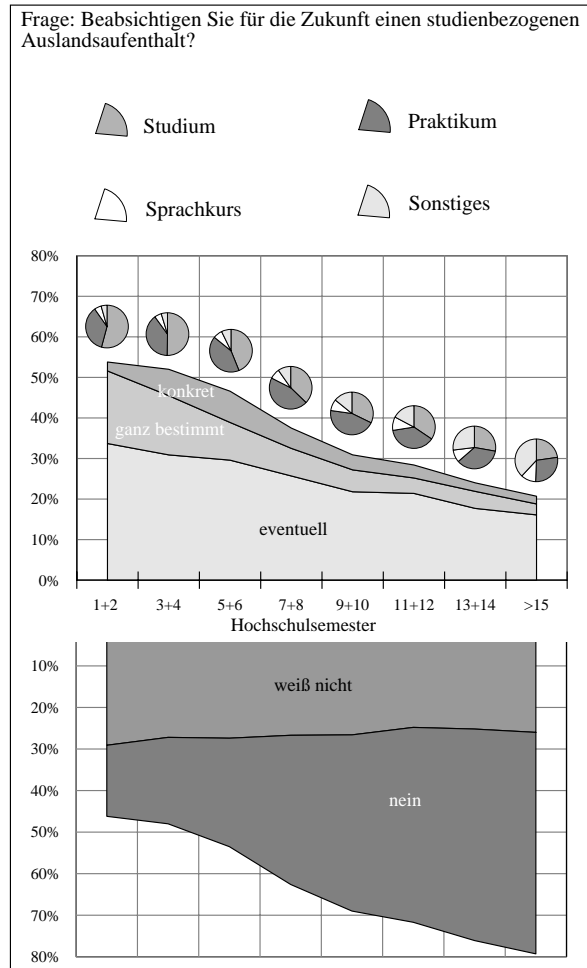 Frage: Beabsichtigen Sie für die Zukunft einen studienbezogenen
Auslandsaufenthalt?
Studium
Praktikum
Sprachkurs
Sonstiges
80%
70%
60%
50%
40%
30%
20%
10%
0%
konkret
ganz bestimmt
eventuell
1+2 3+4 5+6 7+8 9+10 11+12 13+14 >15
Hochschulsemester
10%
20%
30%
40%
50%
60%
70%
80%
weiß nicht
nein